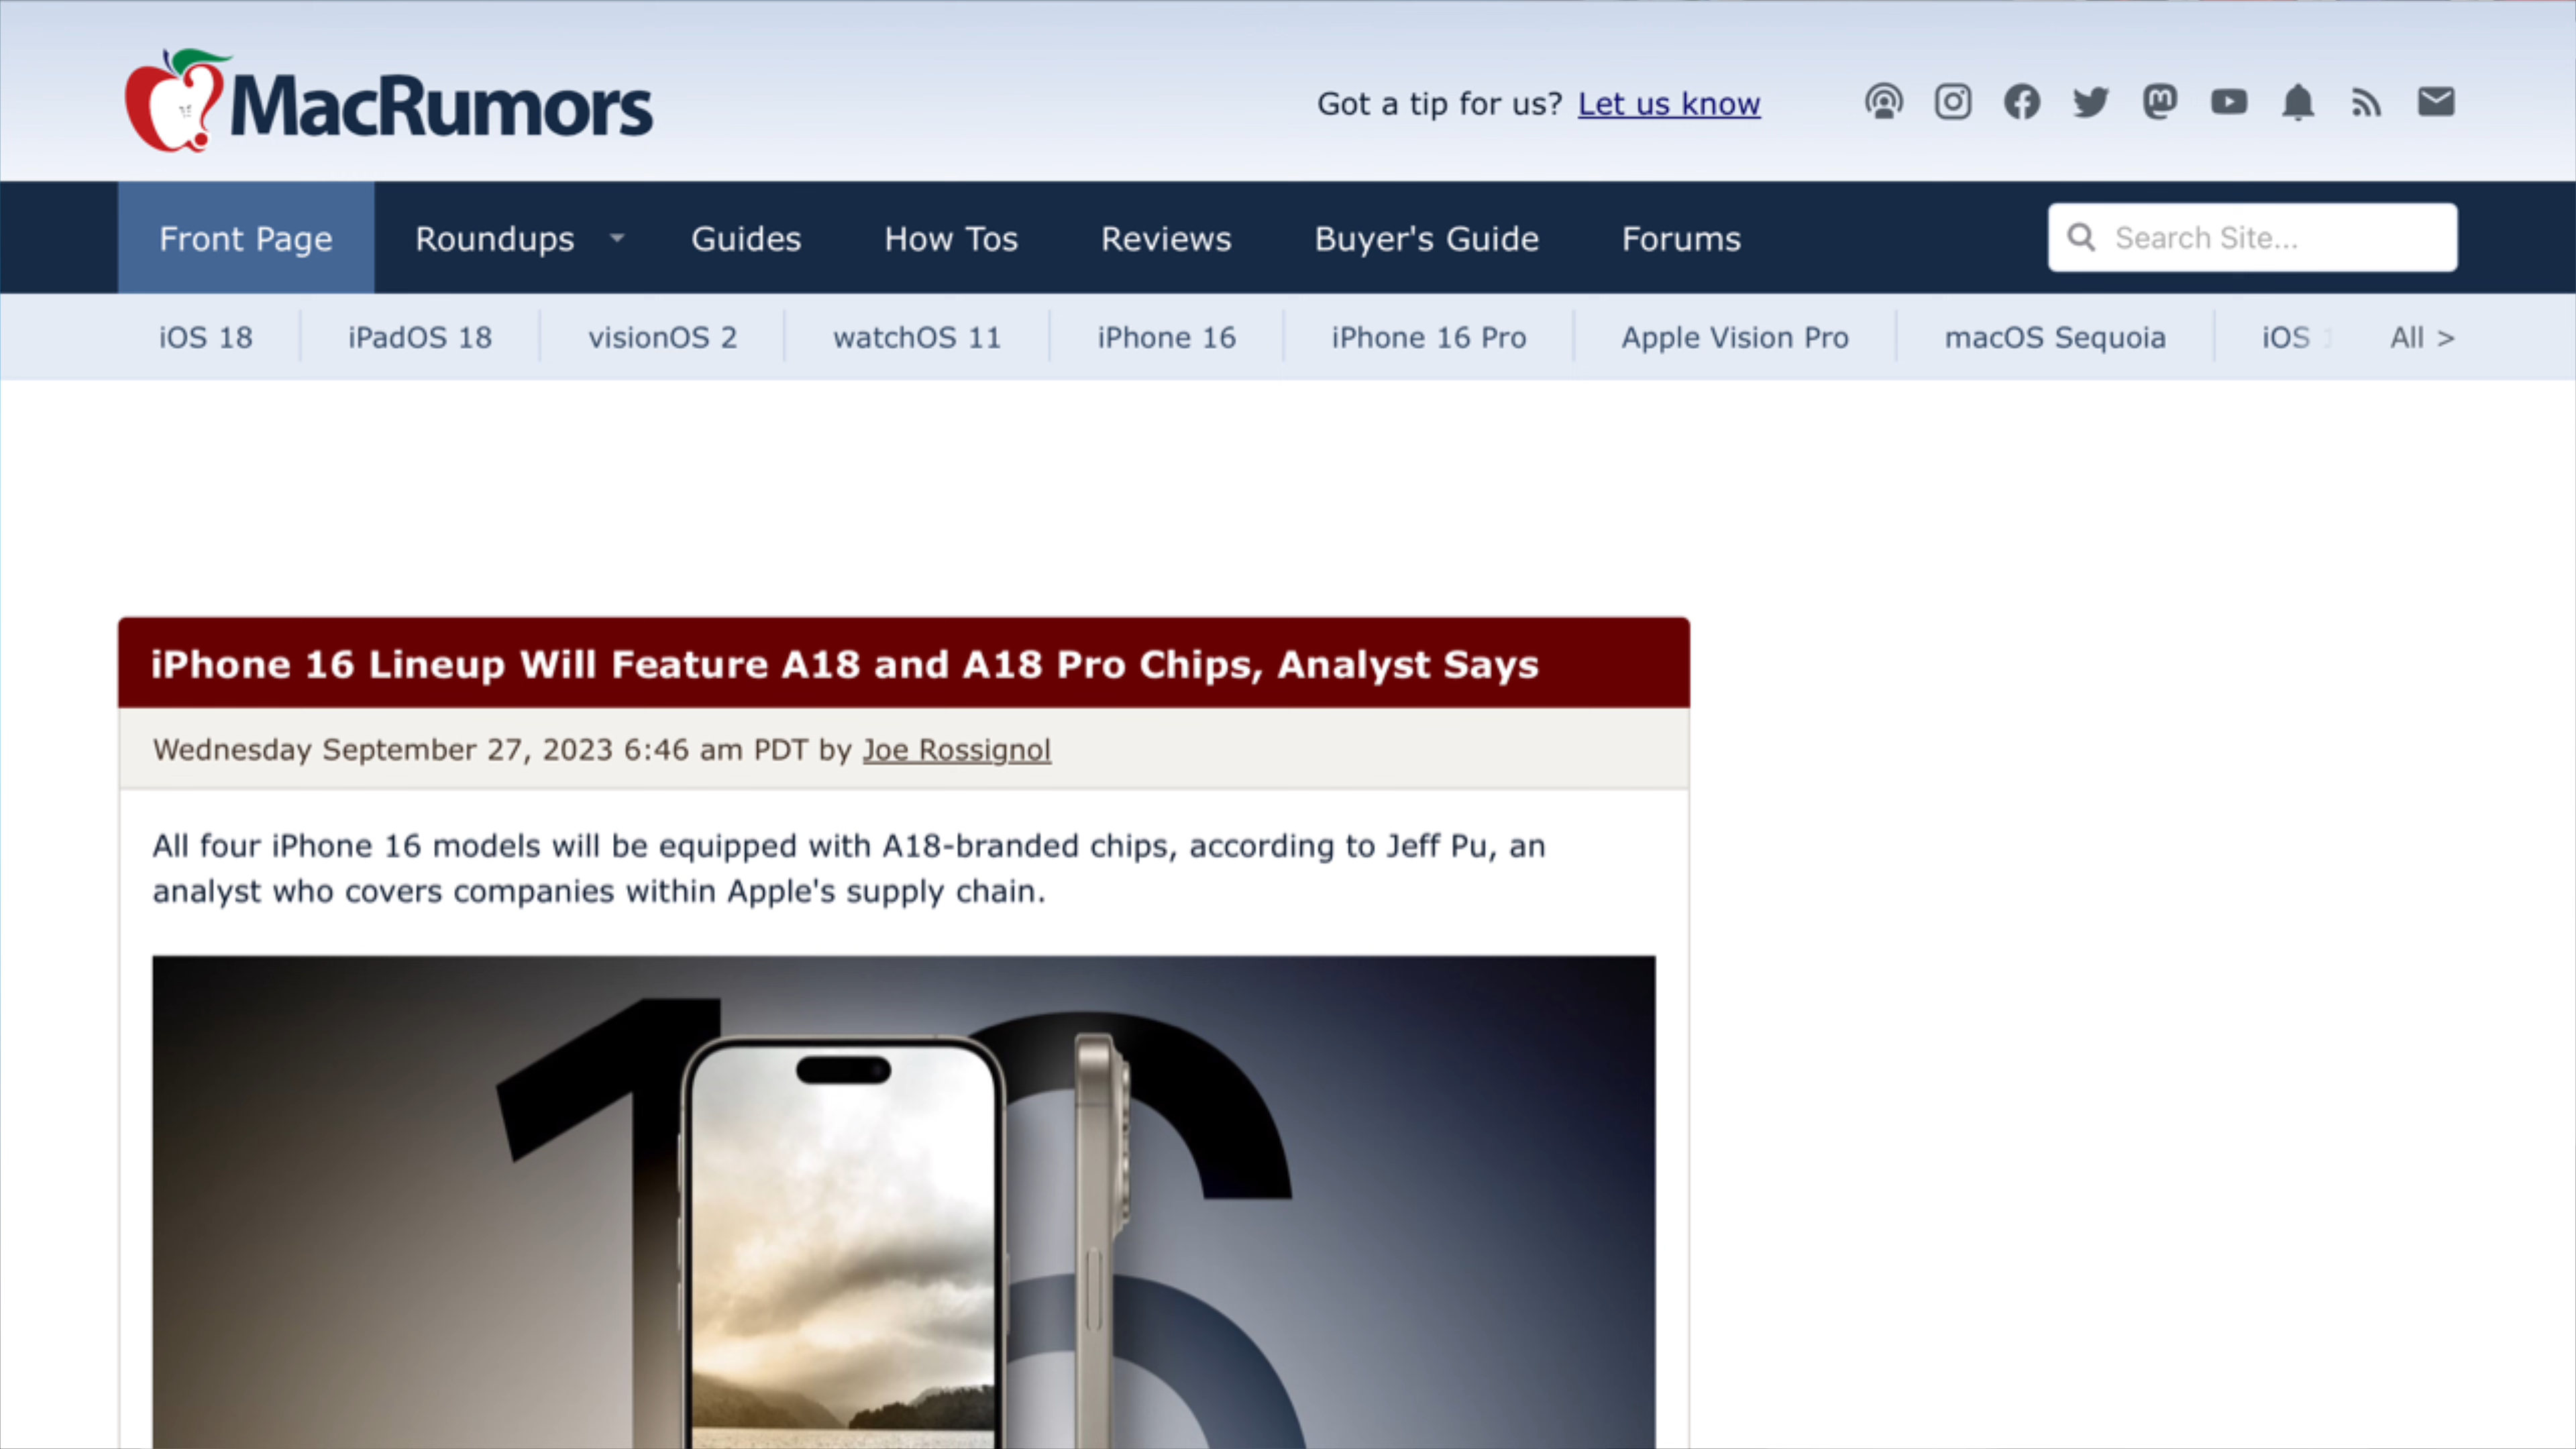 MacRumors
Got a tip for us? Let us know
Front Page
Roundups
Guides
How Tos
Reviews
Buyer's Guide
Forums
Search Site...
iOS 18
iPadOS 18
visionOS 2
watchOS 11
iPhone 16
iPhone 16 Pro
Apple Vision Pro
macOS Sequoia
iOS 1
All >
iPhone 16 Lineup Will Feature A18 and A18 Pro Chips, Analyst Says
Wednesday September 27, 2023 6:46 am PDT by Joe Rossignol
All four iPhone 16 models will be equipped with A18-branded chips, according to Jeff Pu, an
analyst who covers companies within Apple's supply chain.
16